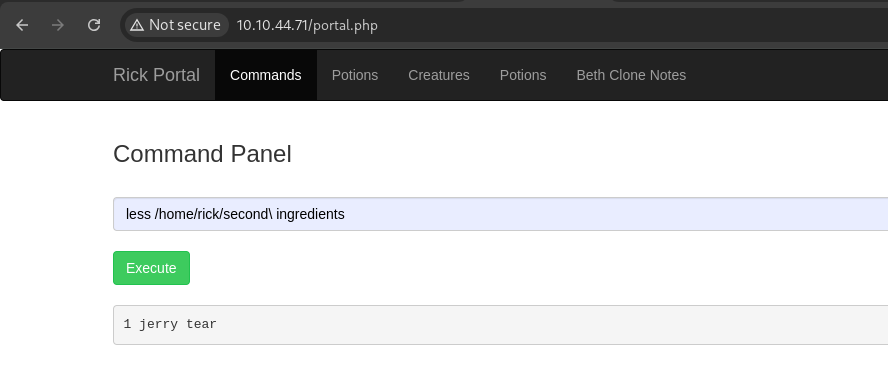 Not secure 10.10.44.71/portal.php
Rick Portal Commands Potions Creatures Potions Beth Clone Notes
Command Panel
less /home/rick/second\ ingredients
Execute
1 jerry tear